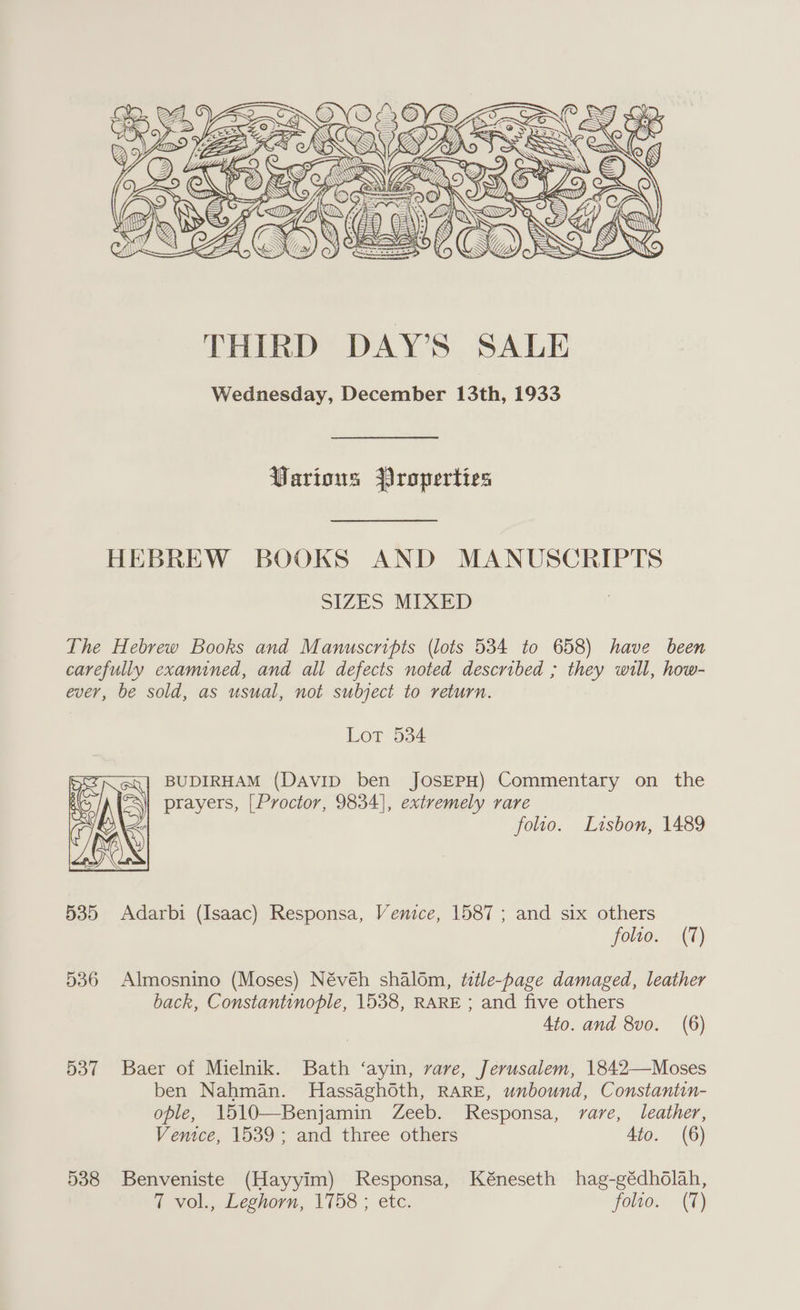 THIRD DAY'S SALE
Wednesday, December 13th, 1933
Various Properties
HEBREW BOOKS AND MANUSCRIPTS
SIZES MIXED
The Hebrew Books and Manuscripts (lots 534 to 658) have been
carefully examined, and all defects noted described ; they will, how-
ever, be sold, as usual, not subject to return.
LOT 534
ABUDIRHAM (DAVID ben JOSEPH) Commentary on the
prayers, [Proctor, 9834], extremely rare
folio. Lisbon, 1489
535 Adarbi (Isaac) Responsa, Venice, 1587 ; and six others
folio. (7)
536 Almosnino (Moses) Névéh shalôm, title-page damaged, leather
back, Constantinople, 1538, RARE ; and five others
4to. and 8vo. (6)
537 Baer of Mielnik. Bath ‘ayin, rare, Jerusalem, 1842—Moses
ben Nahmān. Hassāghôth, RARE, unbound, Constantin-
ople, 1510—Benjamin Zeeb. Responsa, rare, leather,
Venice, 1539 ; and three others 4to. (6)
538 Benveniste (Hayyim) Responsa, Kéneseth hag-gédhôlāh,
7 vol., Leghorn, 1758 ; etc. folio. (7)